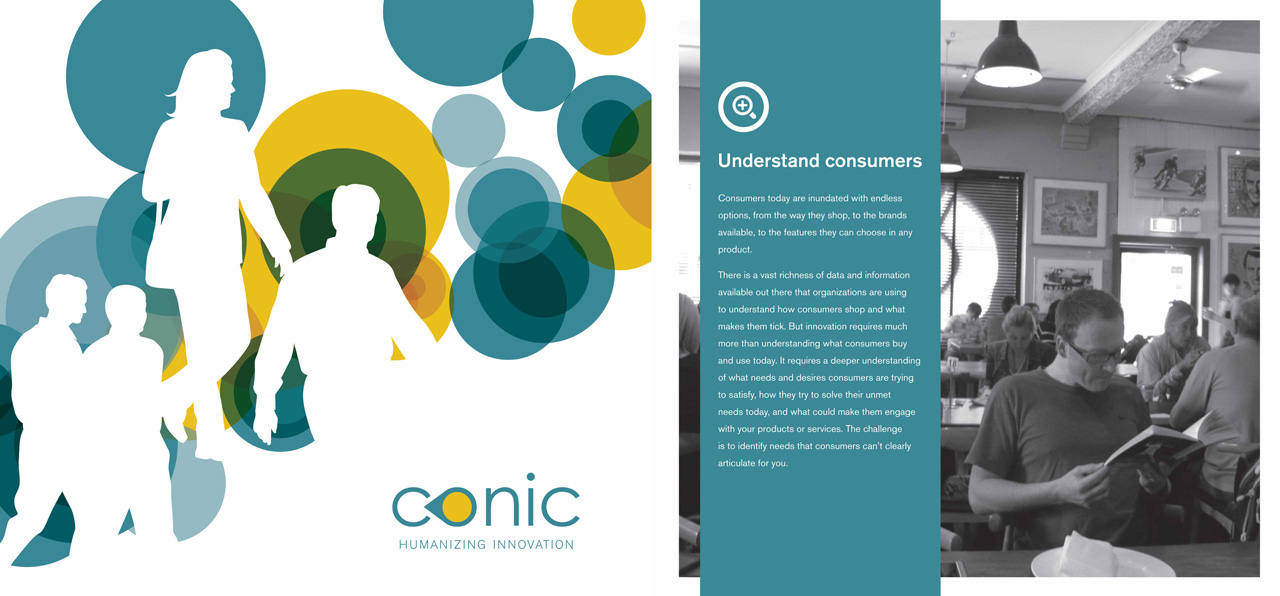 conic
HUMANIZING INNOVATION
Understand consumers
Consumers today are inundated with endless
options, from the way they shop, to the brands
available, to the features they can choose in any
product.
There is a vast richness of data and information
available out there that organizations are using
to understand how consumers shop and what
makes them tick. But innovation requires much
more than understanding what consumers buy
and use today. It requires a deeper understanding
of what needs and desires consumers are trying
to satisfy, how they try to solve their unmet
needs today, and what could make them engage
with your products or services. The challenge
is to identify needs that consumers can't clearly
articulate for you.